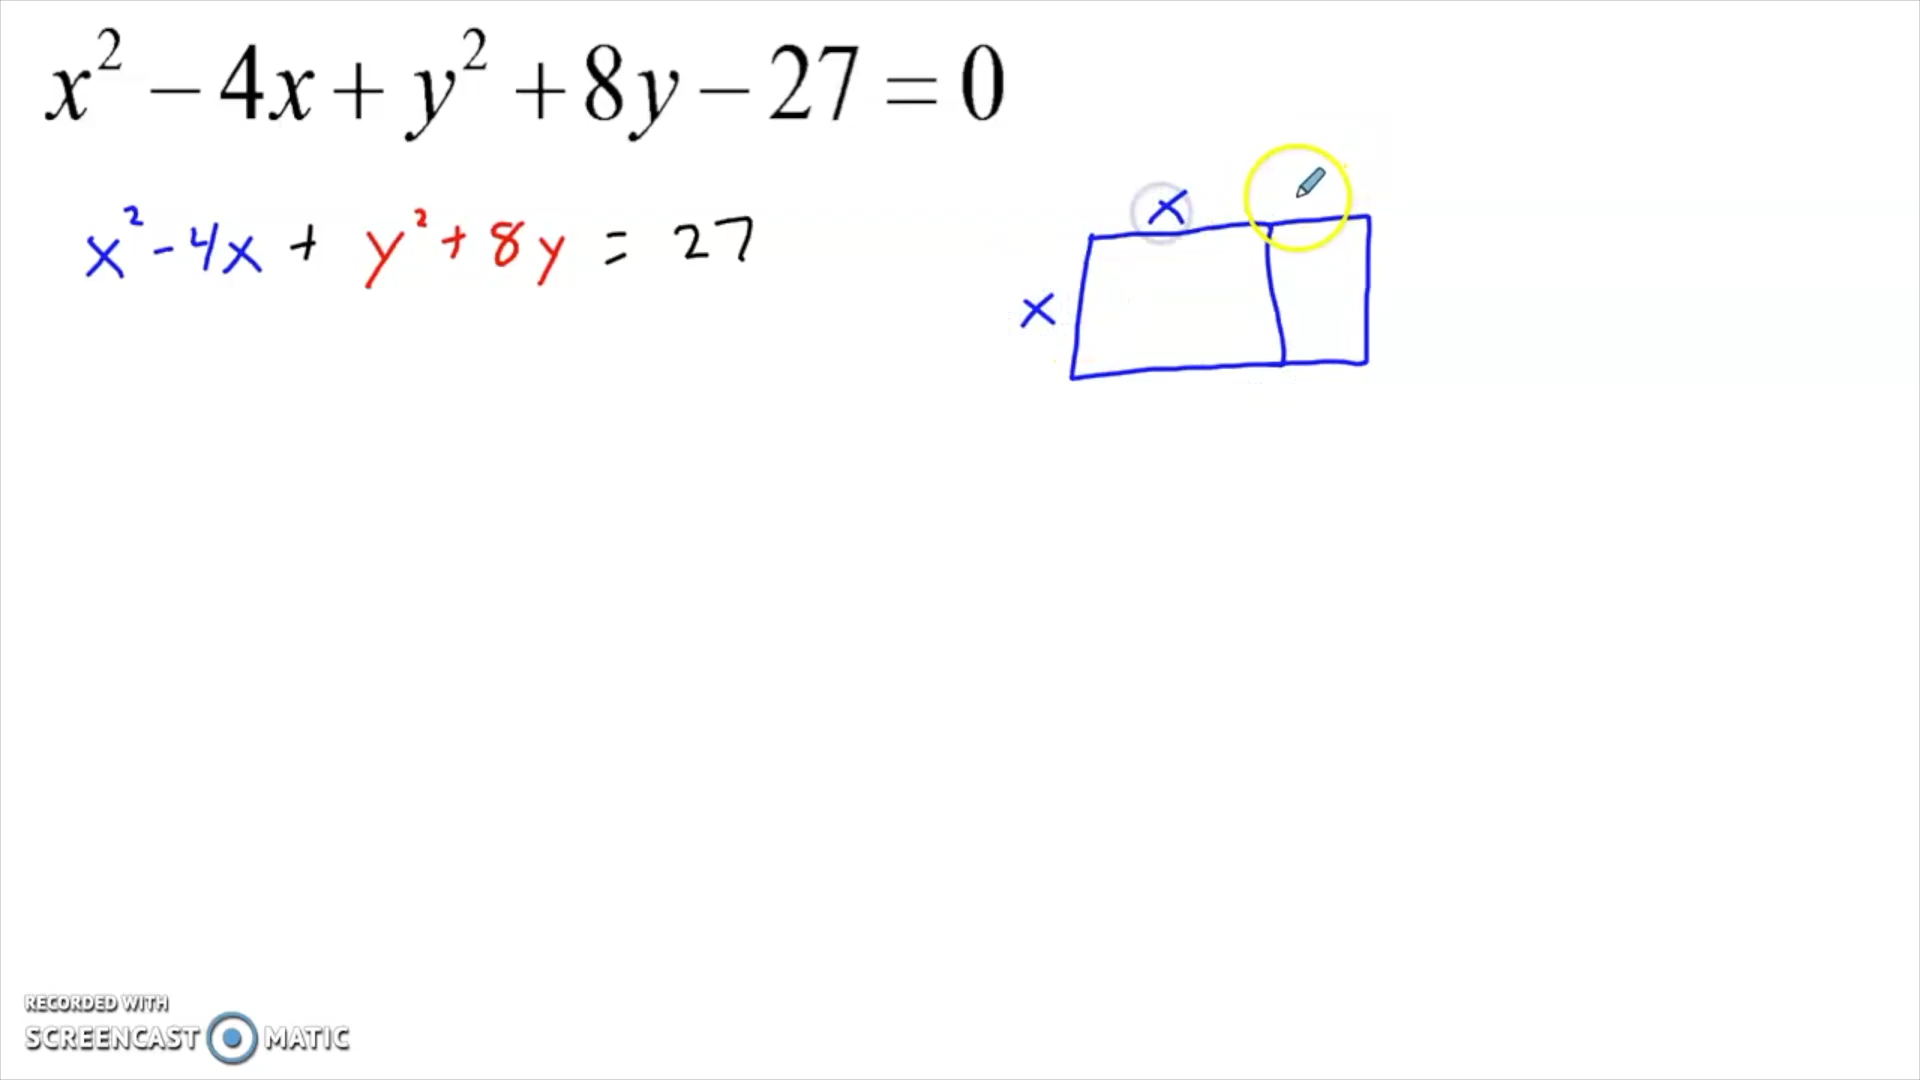 x² − 4x + y² + 8y − 27 = 0
x² - 4x + y² + 8y = 27
x
x
RECORDED WITH
SCREENCAST MATIC